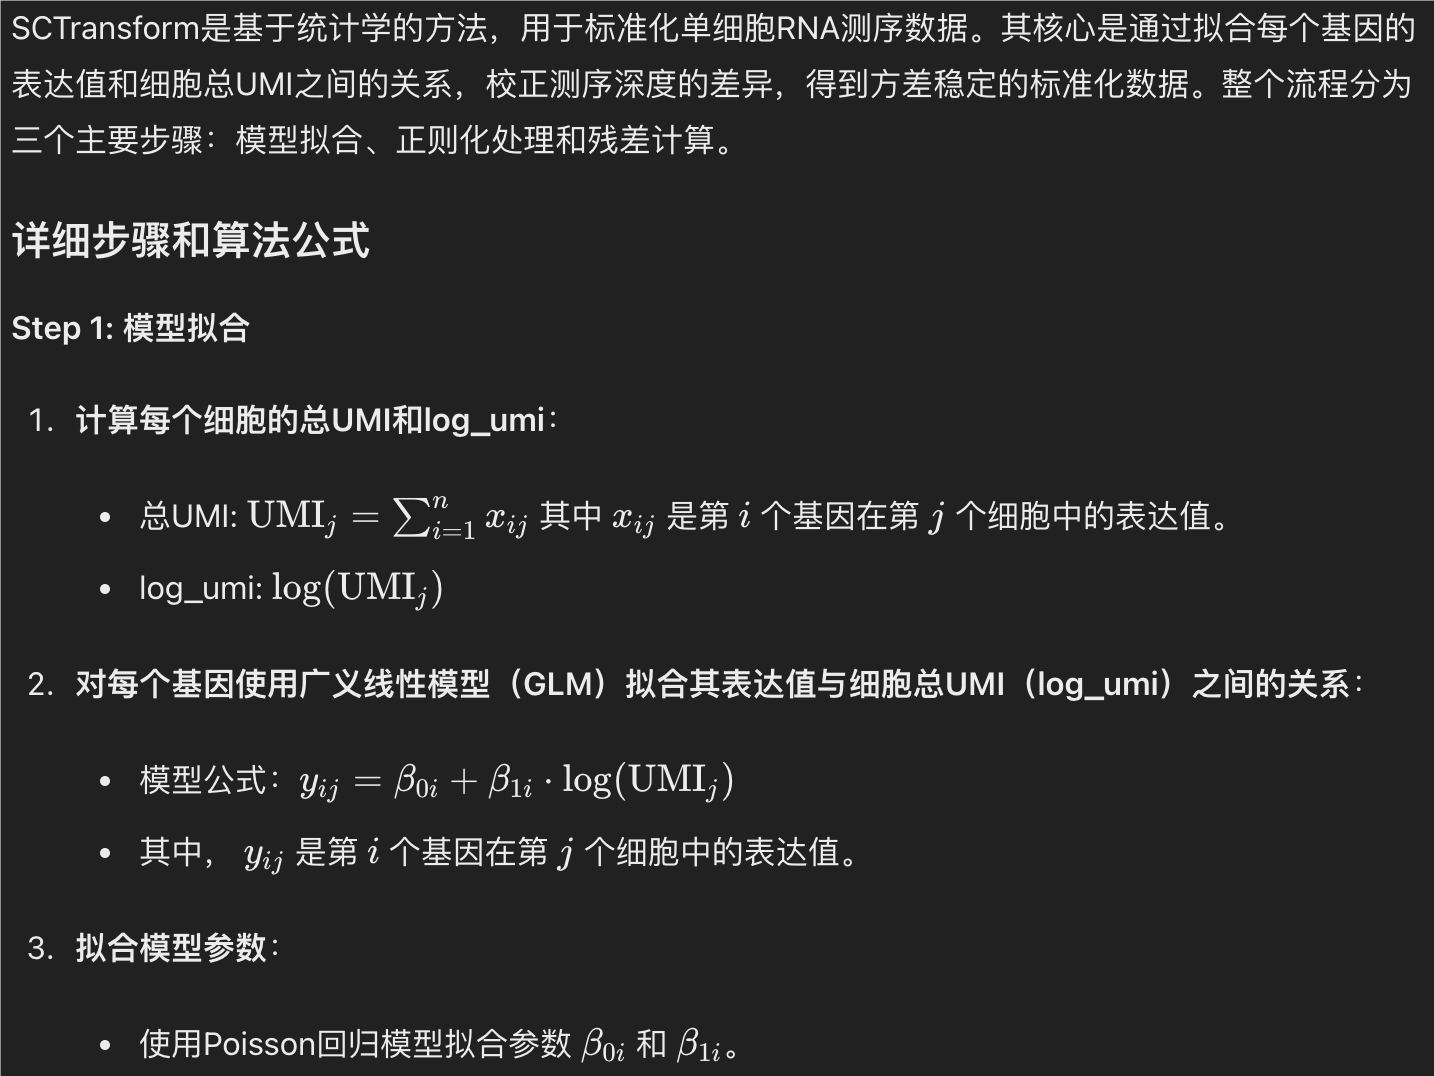 SCTransform是基于统计学的方法，用于标准化单细胞RNA测序数据。其核心是通过拟合每个基因的
表达值和细胞总UMI之间的关系，校正测序深度的差异，得到方差稳定的标准化数据。整个流程分为
三个主要步骤：模型拟合、正则化处理和残差计算。
详细步骤和算法公式
Step 1: 模型拟合
1. 计算每个细胞的总UMI和log_umi：
• 总UMI: $\text{UMI}_j = \sum_{i=1}^{n} x_{ij}$ 其中 $x_{ij}$ 是第 $i$ 个基因在第 $j$ 个细胞中的表达值。
• log_umi: $\log(\text{UMI}_j)$
2. 对每个基因使用广义线性模型（GLM）拟合其表达值与细胞总UMI（log_umi）之间的关系：
• 模型公式：$y_{ij} = \beta_{0i} + \beta_{1i} \cdot \log(\text{UMI}_j)$
• 其中， $y_{ij}$ 是第 $i$ 个基因在第 $j$ 个细胞中的表达值。
3. 拟合模型参数：
• 使用Poisson回归模型拟合参数 $\beta_{0i}$ 和 $\beta_{1i}$。